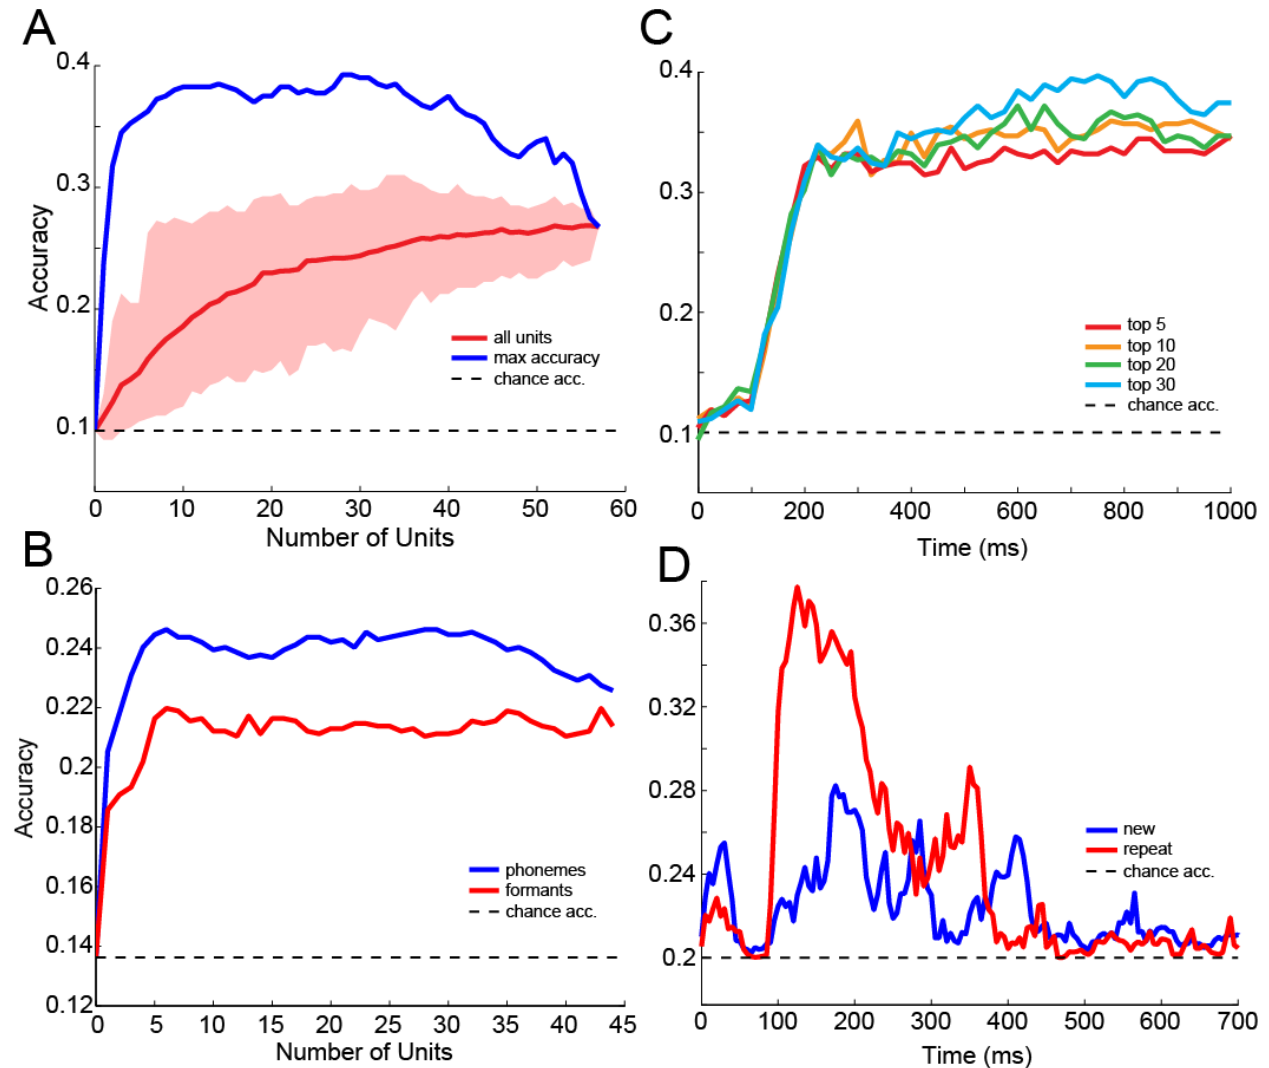 A
0.4
0.3
0.2
0.1
Accuracy
all units
max accuracy
chance acc.
0 10 20 30 40 50 60
Number of Units
C
0.4
0.3
0.2
0.1
top 5
top 10
top 20
top 30
chance acc.
0 200 400 600 800 1000
Time (ms)
B
0.26
0.24
0.22
0.2
0.18
0.16
0.14
0.12
Accuracy
phonemes
formants
chance acc.
0 5 10 15 20 25 30 35 40 45
Number of Units
D
0.36
0.32
0.28
0.24
0.2
new
repeat
chance acc.
0 100 200 300 400 500 600 700
Time (ms)